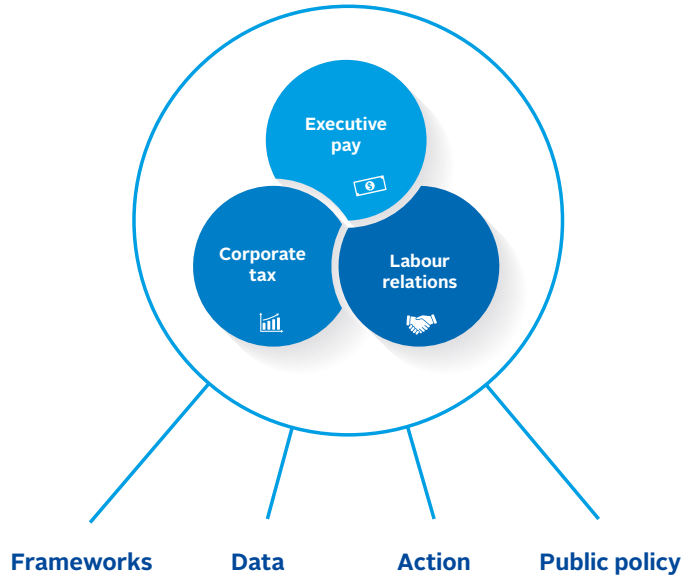 Executive
pay
Corporate
tax
Labour
relations
Frameworks
Data
Action
Public policy